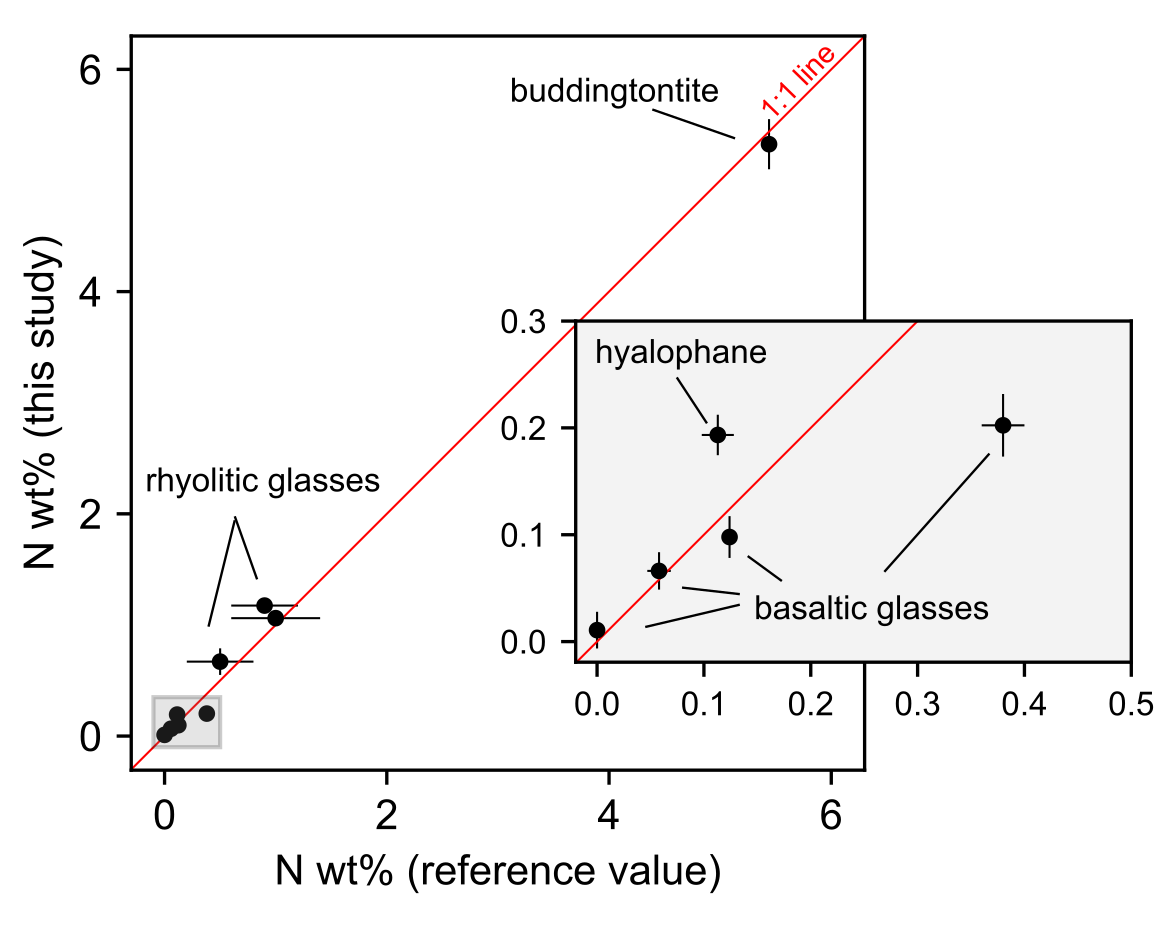 6
4
2
0
N wt% (this study)
buddingtontite
1:1 line
rhyolitic glasses
0.3
0.2
0.1
0.0
hyalophane
basaltic glasses
0.0 0.1 0.2 0.3 0.4 0.5
0 2 4 6
N wt% (reference value)